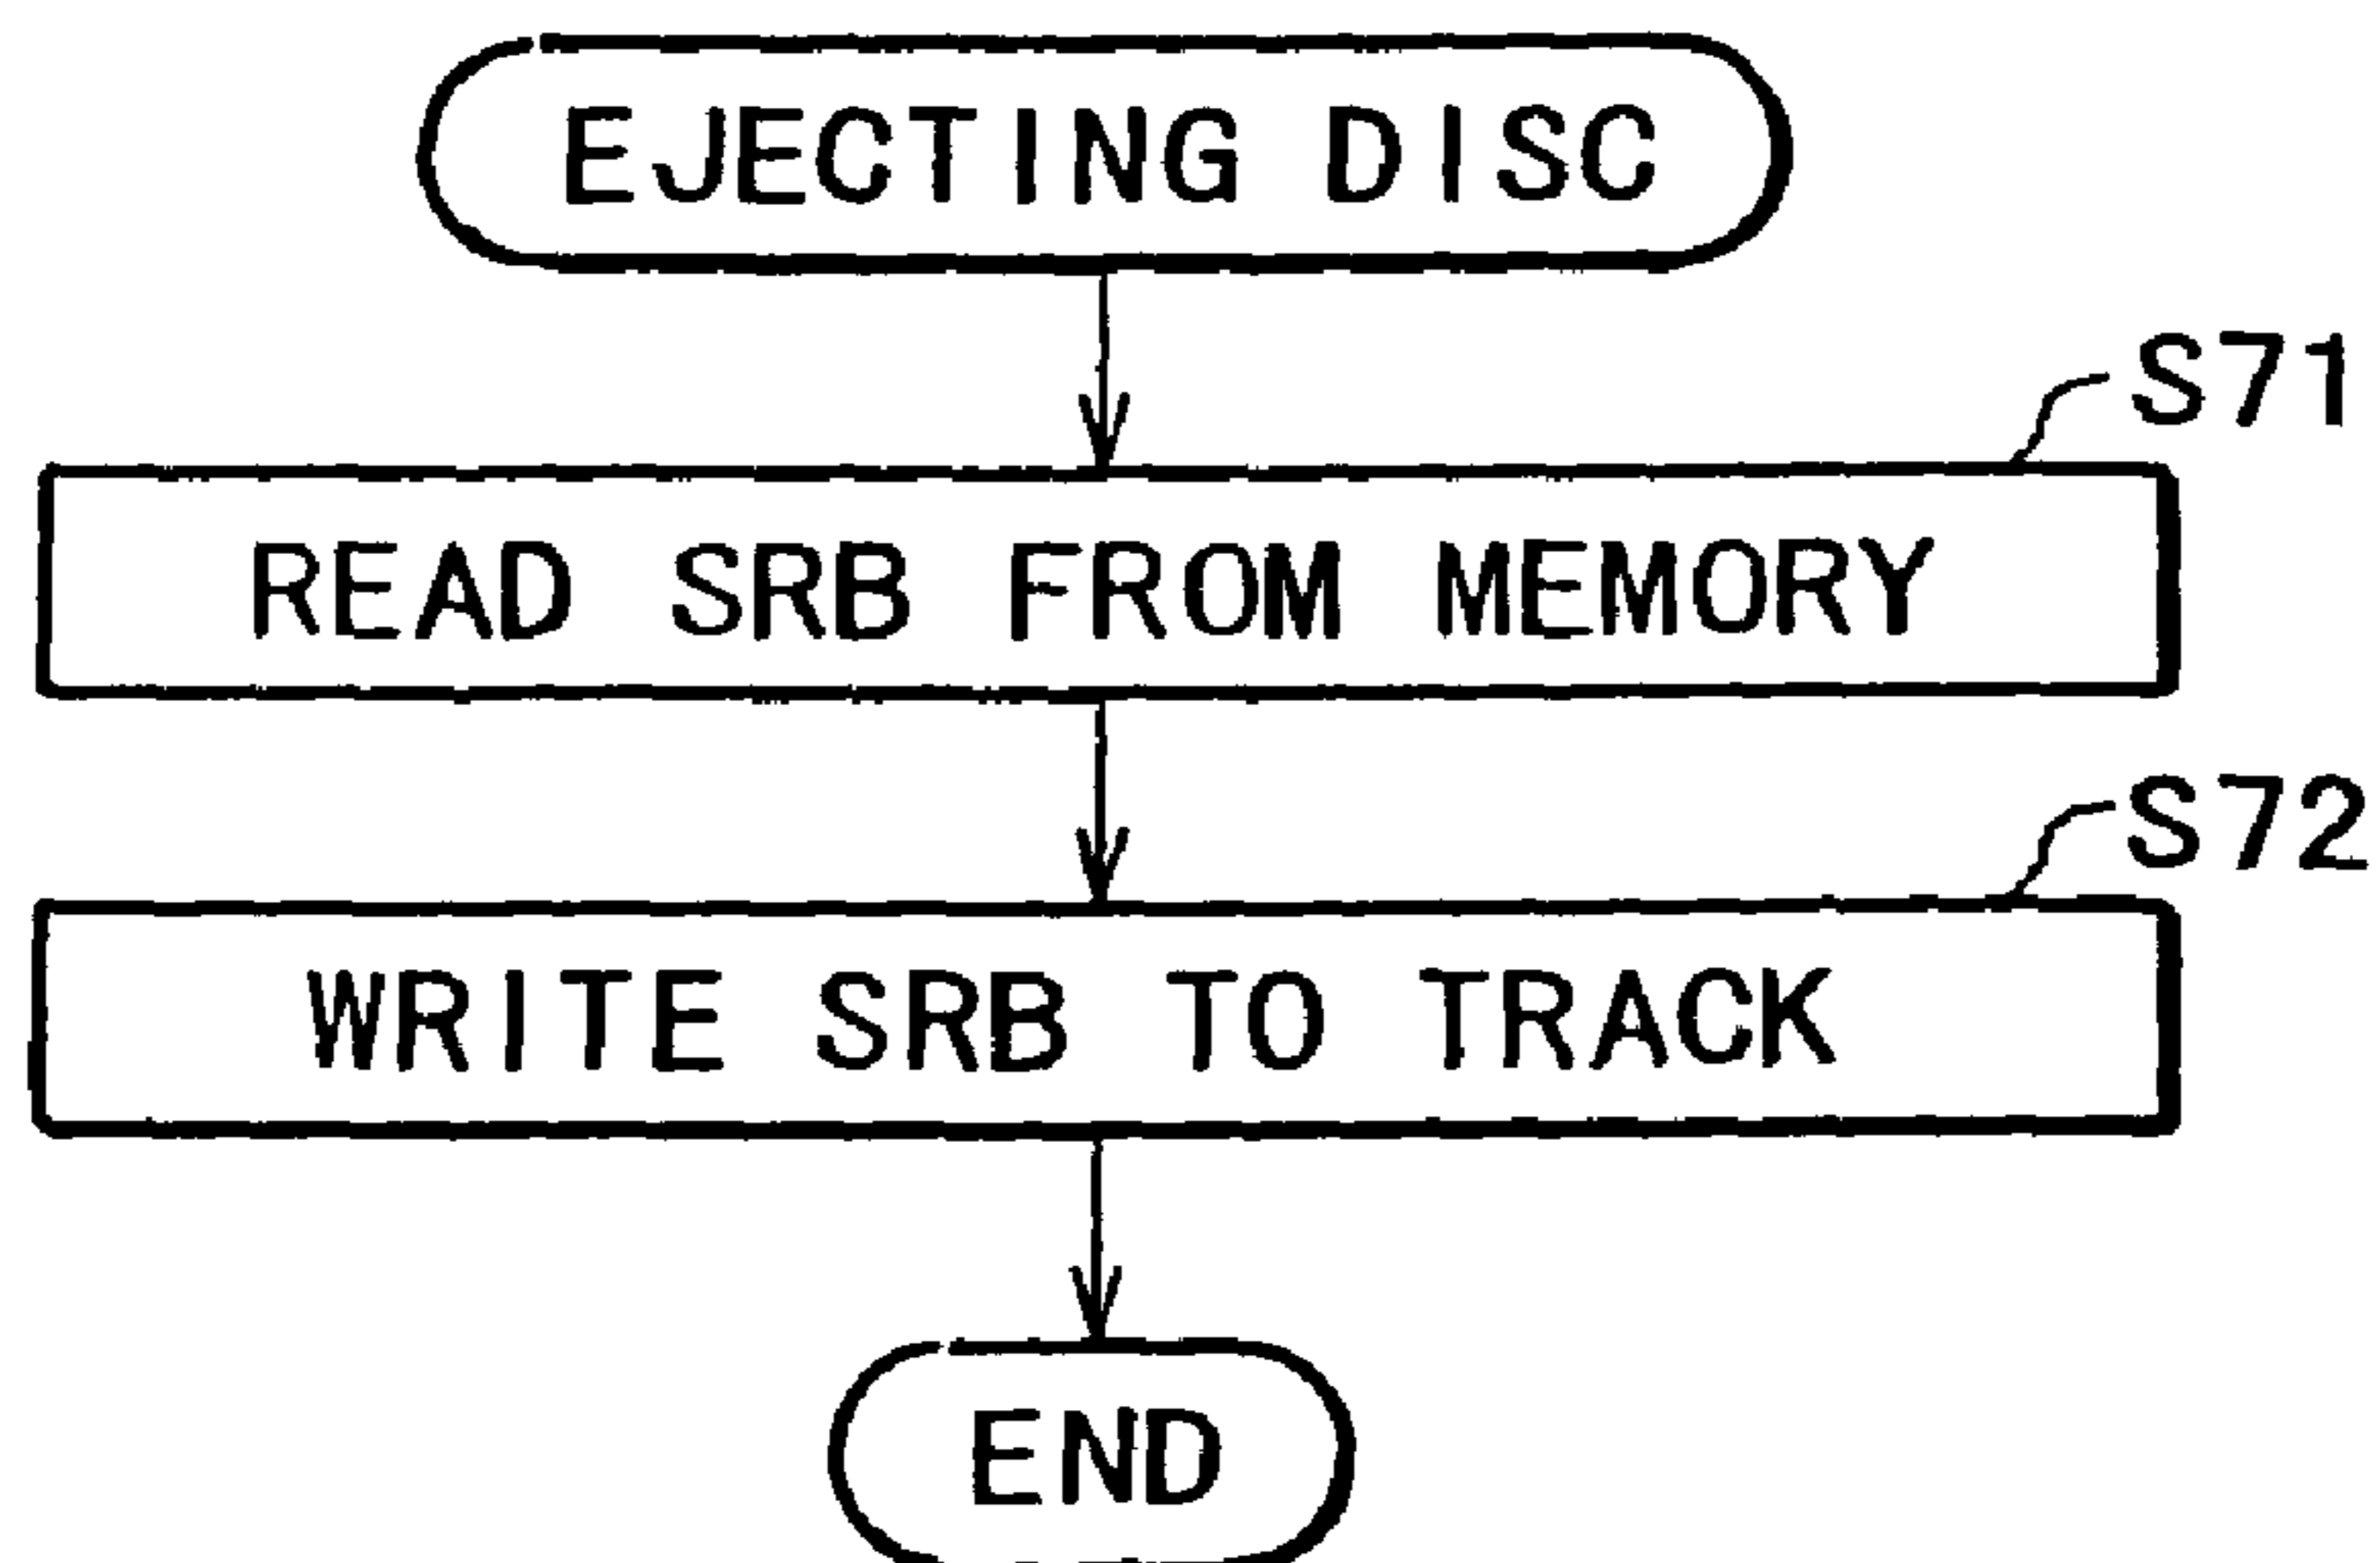 EJECTING DISC
S71
READ SRB FROM MEMORY
S72
WRITE SRB TO TRACK
END